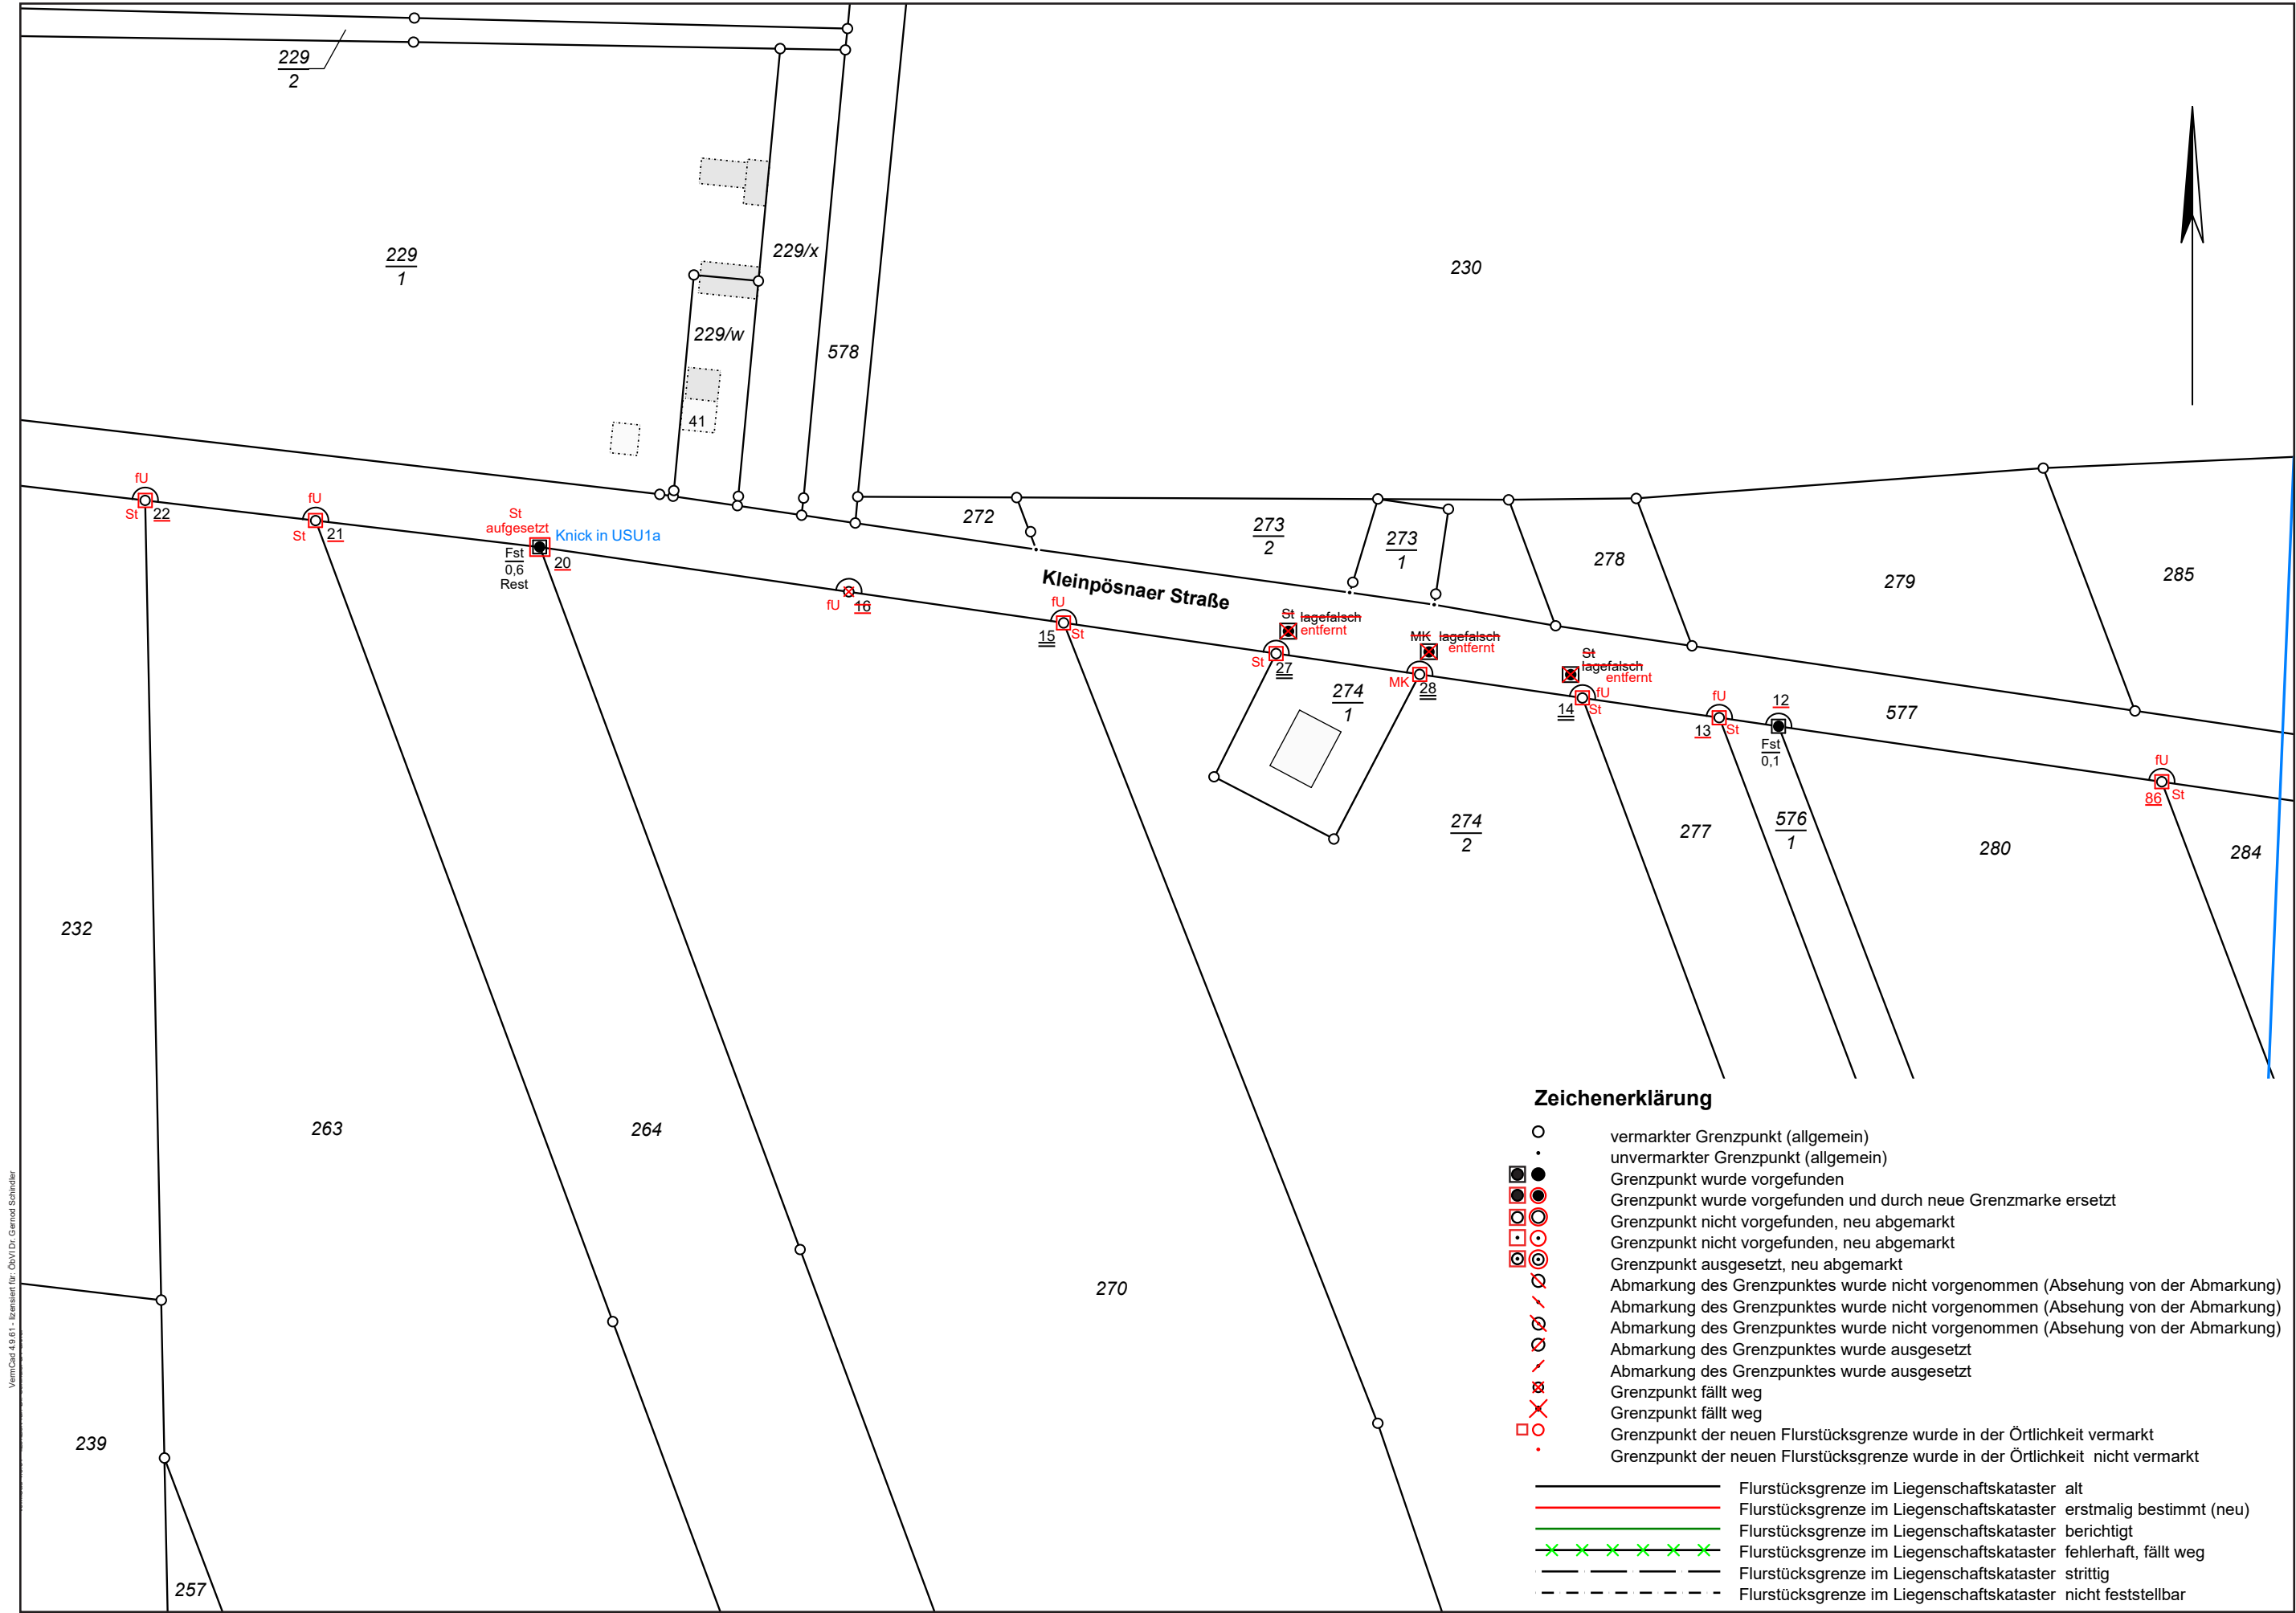 229
2
229
1
229/x
229/w
578
41
230
fU
St 22
fU
St 21
St
aufgesetzt
Knick in USU1a
Fst
0,6
Rest
20
fU 16
272
273
2
273
1
278
279
285
Kleinpösnaer Straße
fU
15 St
St lagefalsch
entfernt
St 27
MK lagefalsch
entfernt
MK 28
St
lagefalsch
entfernt
fU
14 St
fU
13 St
12
Fst
0,1
577
fU
86 St
274
1
274
2
277
576
1
280
284
232
263
264
270
239
257
Zeichenerklärung
vermarkter Grenzpunkt (allgemein)
unvermarkter Grenzpunkt (allgemein)
Grenzpunkt wurde vorgefunden
Grenzpunkt wurde vorgefunden und durch neue Grenzmarke ersetzt
Grenzpunkt nicht vorgefunden, neu abgemarkt
Grenzpunkt nicht vorgefunden, neu abgemarkt
Grenzpunkt ausgesetzt, neu abgemarkt
Abmarkung des Grenzpunktes wurde nicht vorgenommen (Absehung von der Abmarkung)
Abmarkung des Grenzpunktes wurde nicht vorgenommen (Absehung von der Abmarkung)
Abmarkung des Grenzpunktes wurde nicht vorgenommen (Absehung von der Abmarkung)
Abmarkung des Grenzpunktes wurde ausgesetzt
Abmarkung des Grenzpunktes wurde ausgesetzt
Grenzpunkt fällt weg
Grenzpunkt fällt weg
Grenzpunkt der neuen Flurstücksgrenze wurde in der Örtlichkeit vermarkt
Grenzpunkt der neuen Flurstücksgrenze wurde in der Örtlichkeit nicht vermarkt
Flurstücksgrenze im Liegenschaftskataster alt
Flurstücksgrenze im Liegenschaftskataster erstmalig bestimmt (neu)
Flurstücksgrenze im Liegenschaftskataster berichtigt
Flurstücksgrenze im Liegenschaftskataster fehlerhaft, fällt weg
Flurstücksgrenze im Liegenschaftskataster strittig
Flurstücksgrenze im Liegenschaftskataster nicht feststellbar
VermCad 4.9.61 - lizensiert für: ÖbVI Dr. Gernod Schindler